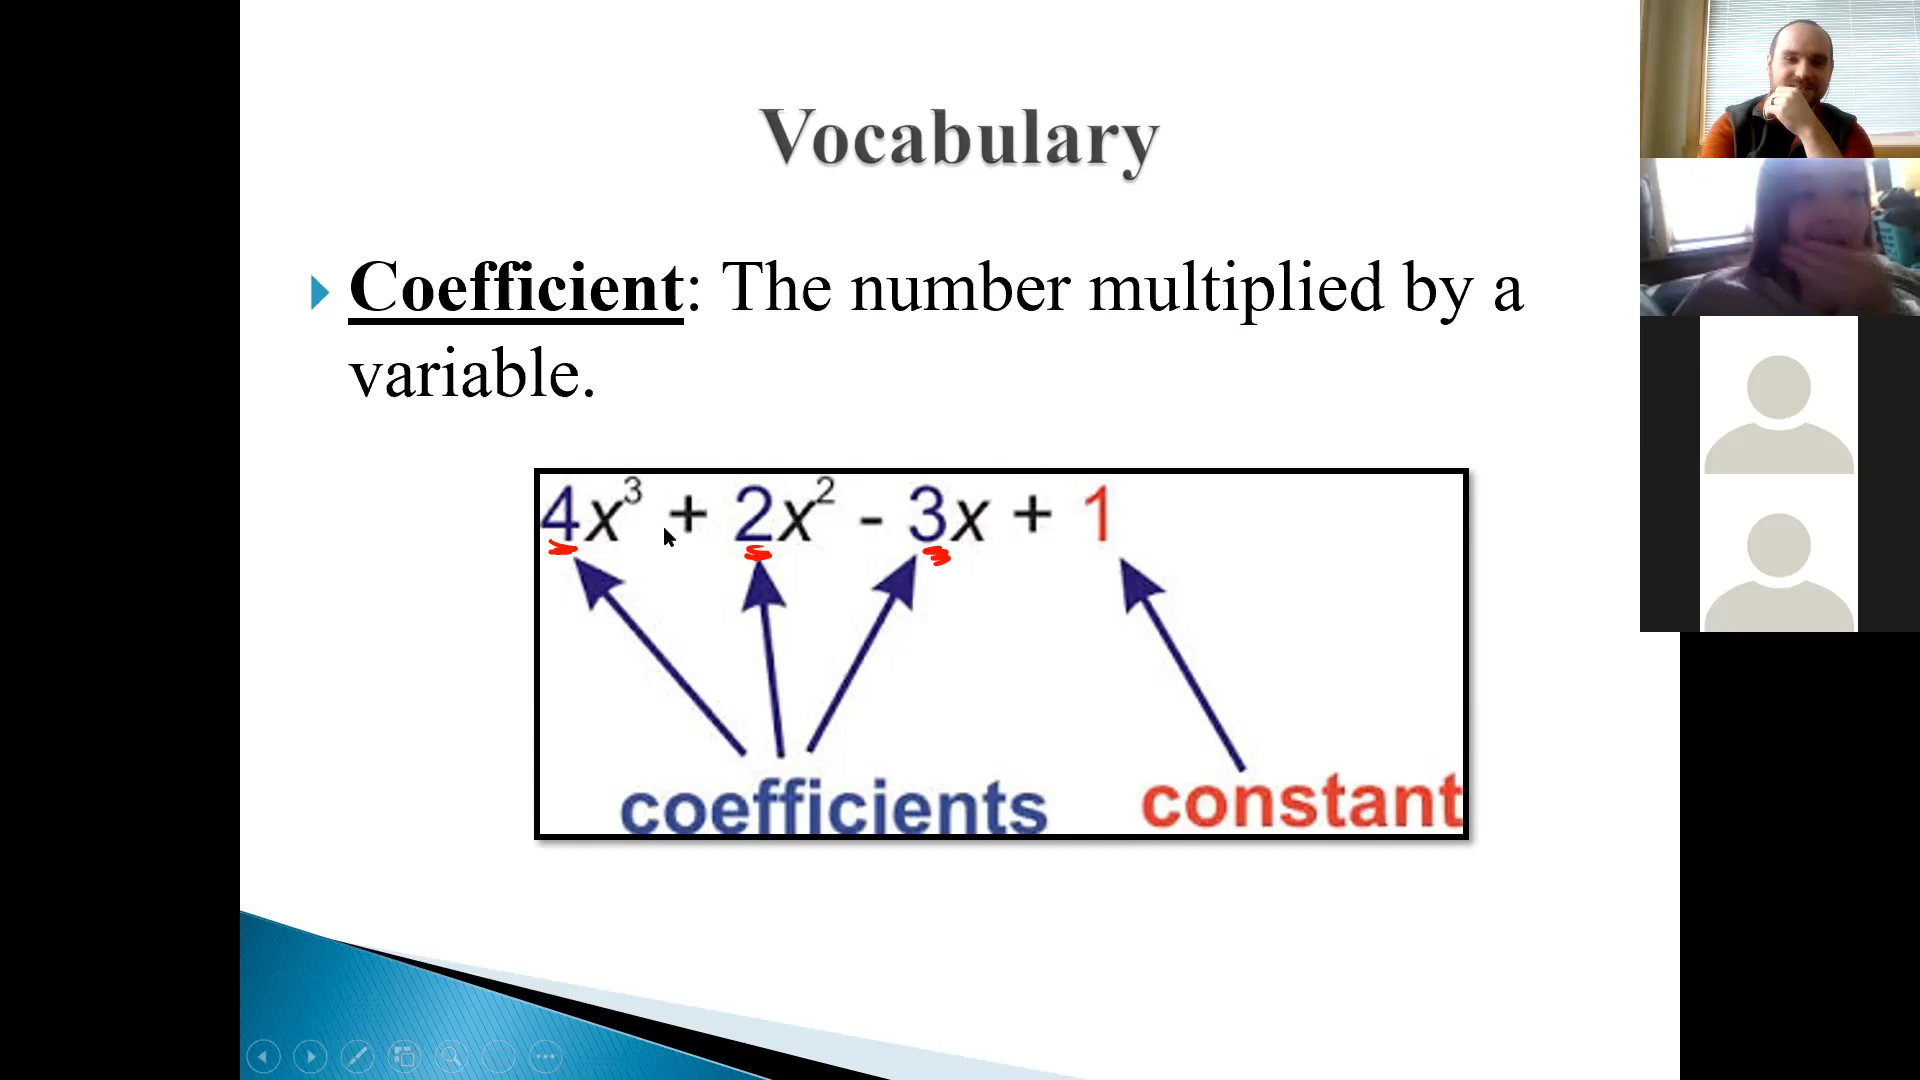 Vocabulary
Coefficient: The number multiplied by a
variable.
4x³ + 2x² - 3x + 1
coefficients constant